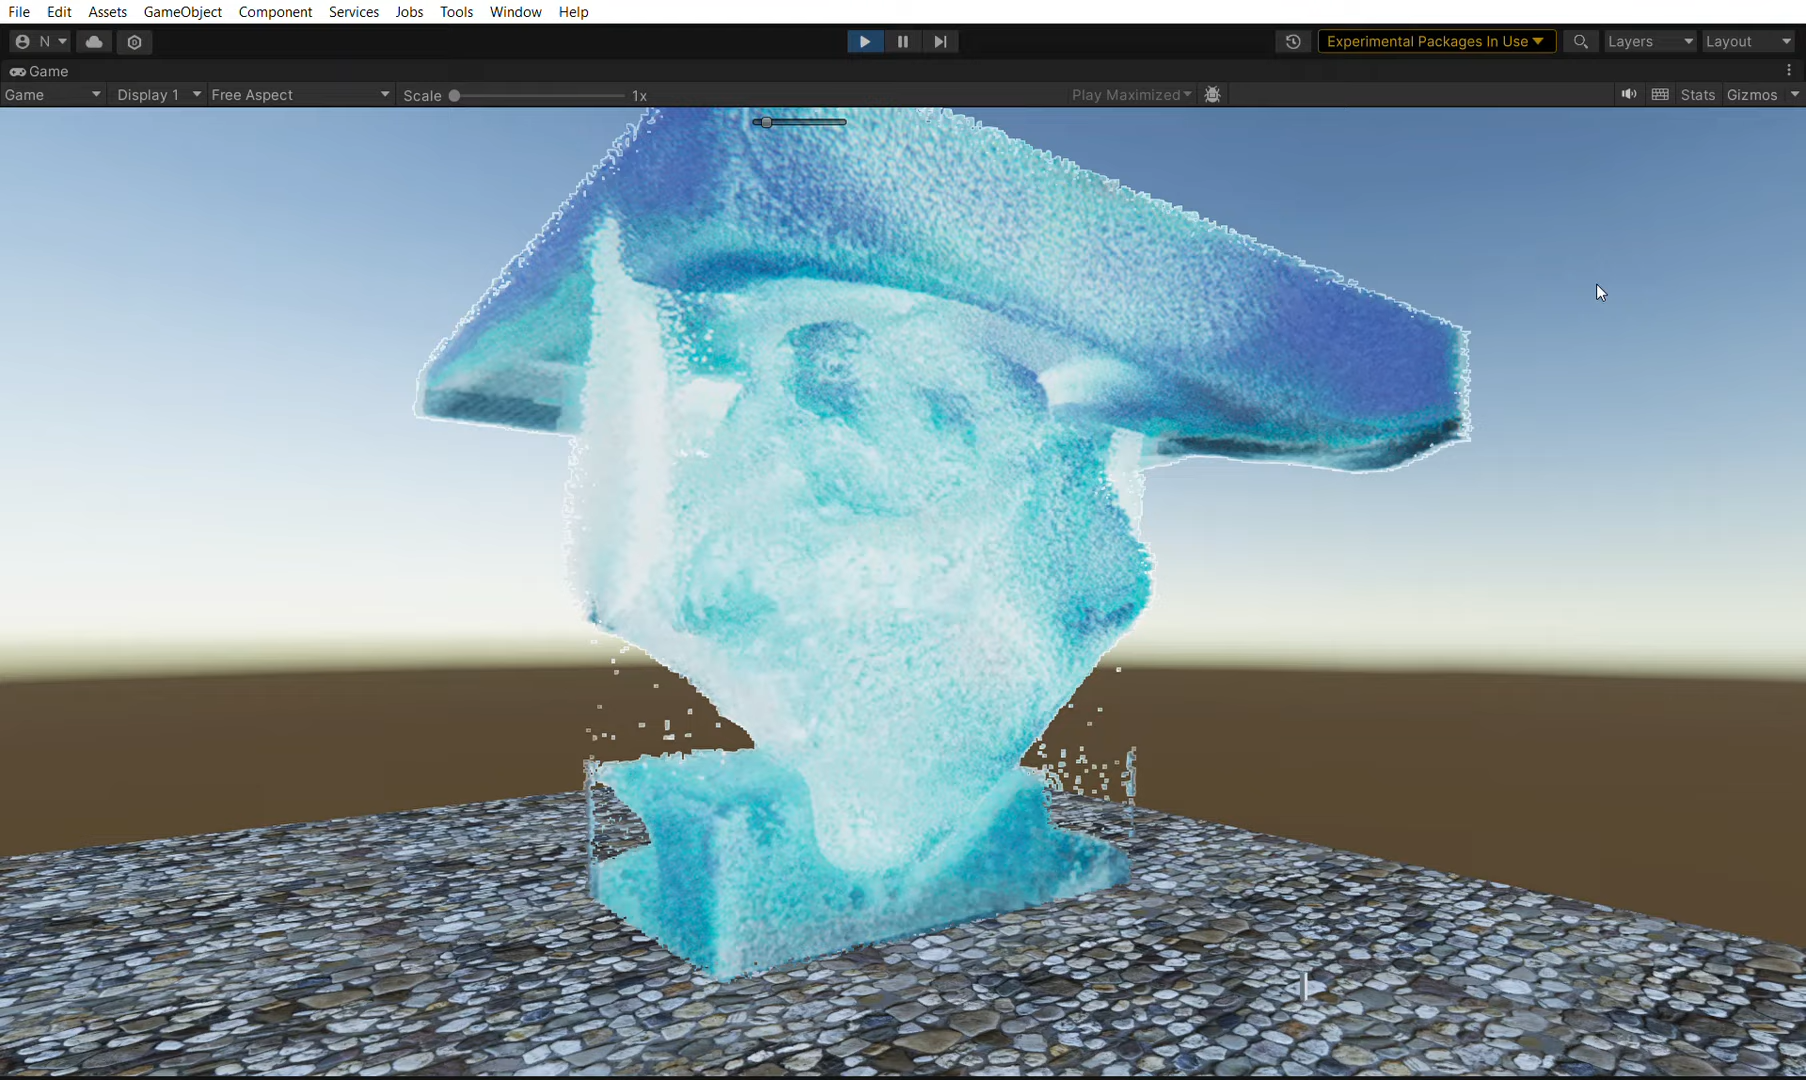 File Edit Assets GameObject Component Services Jobs Tools Window Help
N Experimental Packages In Use Layers Layout
Game
Game Display 1 Free Aspect Scale 1x Play Maximized Stats Gizmos